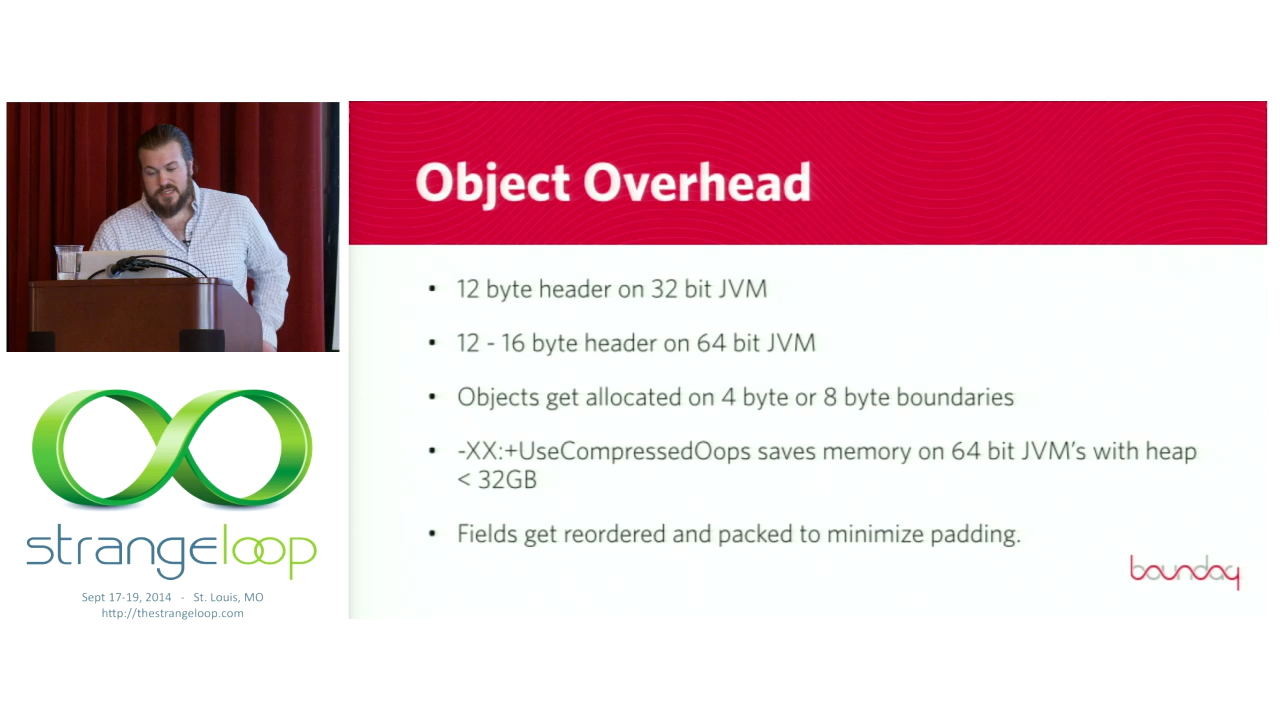 Object Overhead
• 12 byte header on 32 bit JVM
• 12 - 16 byte header on 64 bit JVM
• Objects get allocated on 4 byte or 8 byte boundaries
• -XX:+UseCompressedOops saves memory on 64 bit JVM's with heap
< 32GB
• Fields get reordered and packed to minimize padding.
boundary
strangeloop
Sept 17-19, 2014 - St. Louis, MO
http://thestrangeloop.com